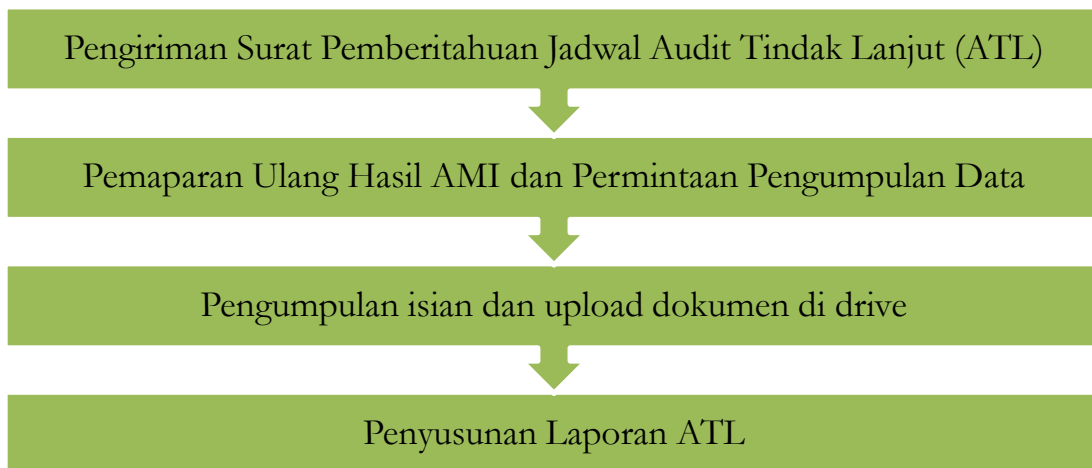 Pengiriman Surat Pemberitahuan Jadwal Audit Tindak Lanjut (ATL)
Pemaparan Ulang Hasil AMI dan Permintaan Pengumpulan Data
Pengumpulan isian dan upload dokumen di drive
Penyusunan Laporan ATL